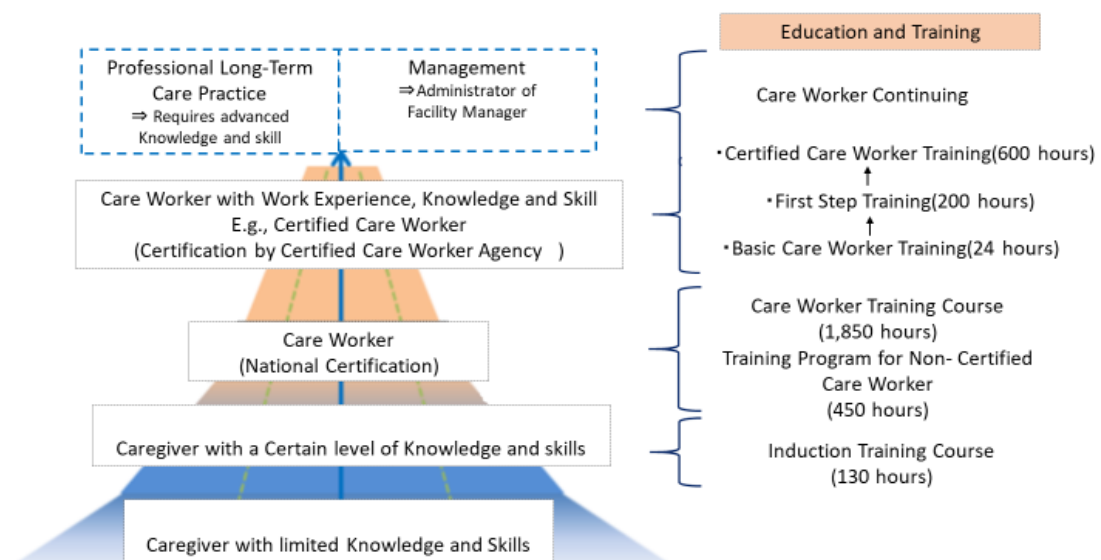 Education and Training
Professional Long-Term
Care Practice
⇒ Requires advanced
Knowledge and skill
Management
⇒Administrator of
Facility Manager
Care Worker Continuing
・Certified Care Worker Training(600 hours)
・First Step Training(200 hours)
・Basic Care Worker Training(24 hours)
Care Worker with Work Experience, Knowledge and Skill
E.g., Certified Care Worker
(Certification by Certified Care Worker Agency )
Care Worker
(National Certification)
Care Worker Training Course
(1,850 hours)
Training Program for Non- Certified
Care Worker
(450 hours)
Caregiver with a Certain level of Knowledge and skills
Induction Training Course
(130 hours)
Caregiver with limited Knowledge and Skills